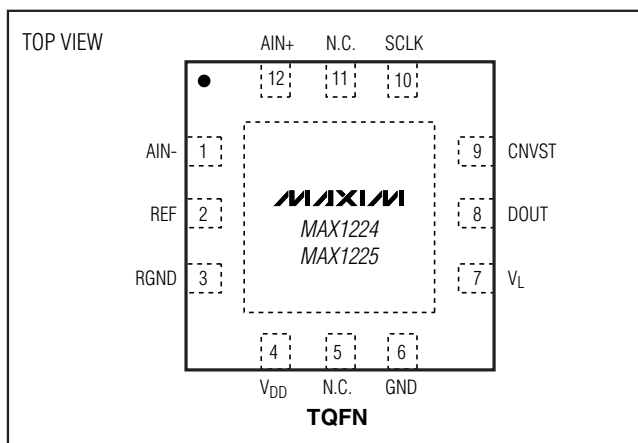 TOP VIEW
AIN+ N.C. SCLK
12 11 10
AIN- 1
9 CNVST
REF 2
8 DOUT
RGND 3
7 VL
MAXIM
MAX1224
MAX1225
4 5 6
VDD N.C. GND
TQFN